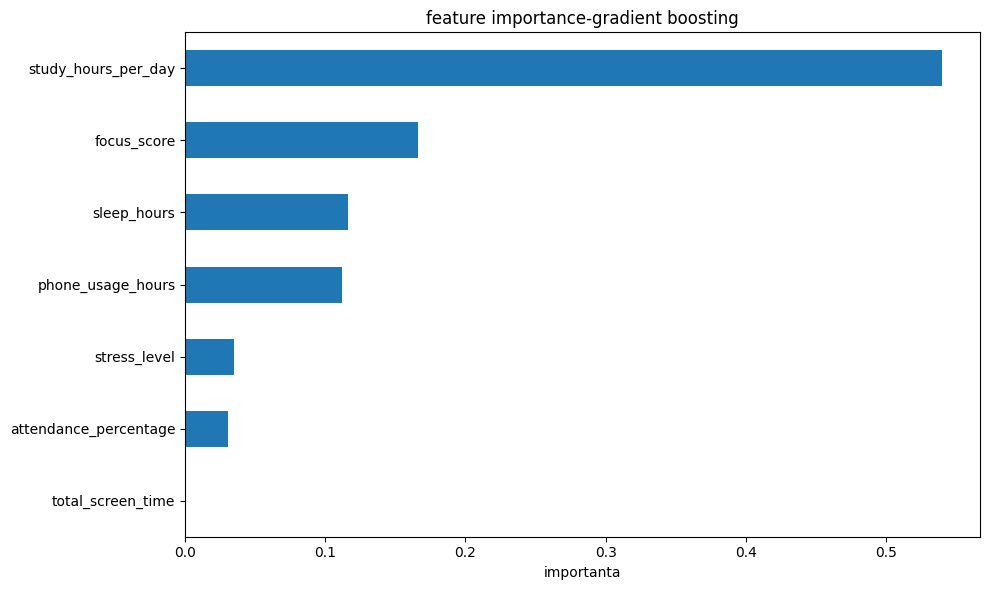 feature importance-gradient boosting
study_hours_per_day
focus_score
sleep_hours
phone_usage_hours
stress_level
attendance_percentage
total_screen_time
0.0 0.1 0.2 0.3 0.4 0.5
importanta